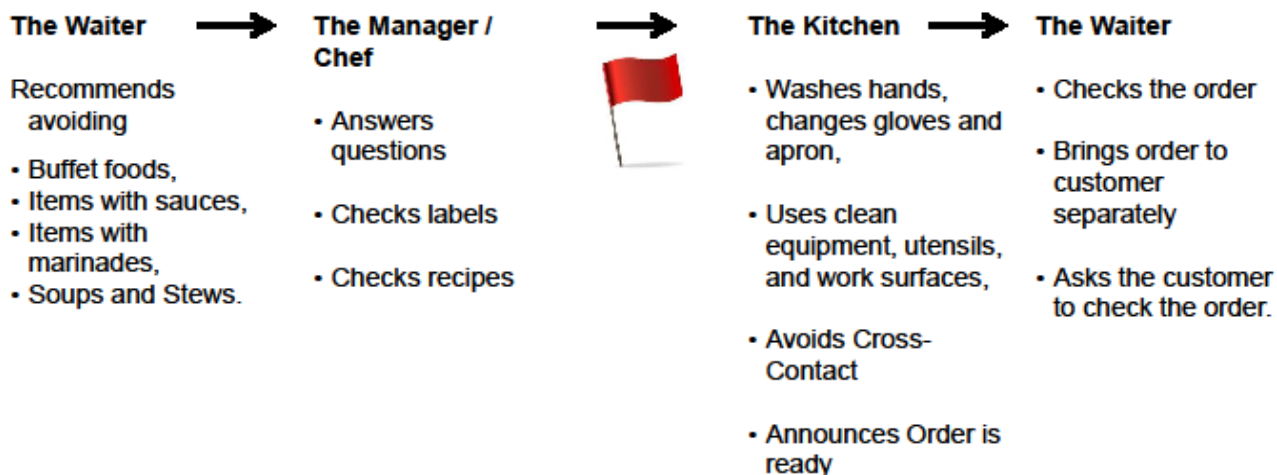 The Waiter
Recommends
avoiding
• Buffet foods,
• Items with sauces,
• Items with
marinades,
• Soups and Stews.
The Manager /
Chef
• Answers
questions
• Checks labels
• Checks recipes
The Kitchen
• Washes hands,
changes gloves and
apron,
• Uses clean
equipment, utensils,
and work surfaces,
• Avoids Cross-
Contact
• Announces Order is
ready
The Waiter
• Checks the order
• Brings order to
customer
separately
• Asks the customer
to check the order.